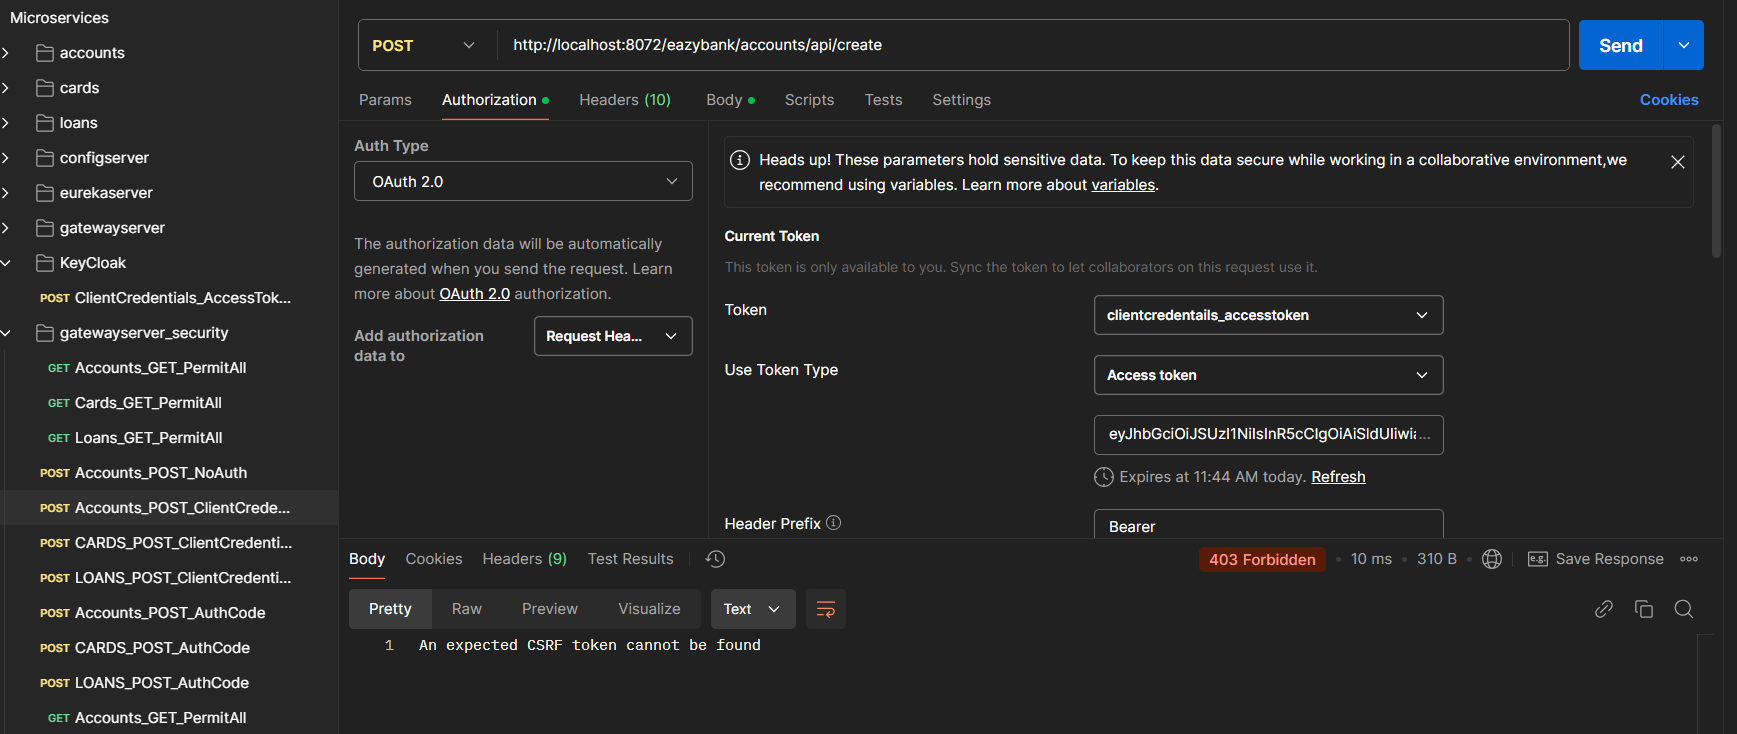 Microservices
accounts
cards
loans
configserver
eurekaserver
gatewayserver
KeyCloak
POST ClientCredentials_AccessTok...
gatewayserver_security
GET Accounts_GET_PermitAll
GET Cards_GET_PermitAll
GET Loans_GET_PermitAll
POST Accounts_POST_NoAuth
POST Accounts_POST_ClientCrede...
POST CARDS_POST_ClientCredenti...
POST LOANS_POST_ClientCredenti...
POST Accounts_POST_AuthCode
POST CARDS_POST_AuthCode
POST LOANS_POST_AuthCode
GET Accounts_GET_PermitAll
POST http://localhost:8072/eazybank/accounts/api/create Send
Params Authorization Headers (10) Body Scripts Tests Settings Cookies
Auth Type
OAuth 2.0
The authorization data will be automatically
generated when you send the request. Learn
more about OAuth 2.0 authorization.
Add authorization
data to
Request Hea...
Heads up! These parameters hold sensitive data. To keep this data secure while working in a collaborative environment,we
recommend using variables. Learn more about variables.
Current Token
This token is only available to you. Sync the token to let collaborators on this request use it.
Token clientcredentails_accesstoken
Use Token Type Access token
eyJhbGciOiJSUzI1NiIsInR5cCIgOiAiSldUIiwia...
Expires at 11:44 AM today. Refresh
Header Prefix Bearer
Body Cookies Headers (9) Test Results 403 Forbidden 10 ms 310 B e.g. Save Response
Pretty Raw Preview Visualize Text
1 An expected CSRF token cannot be found